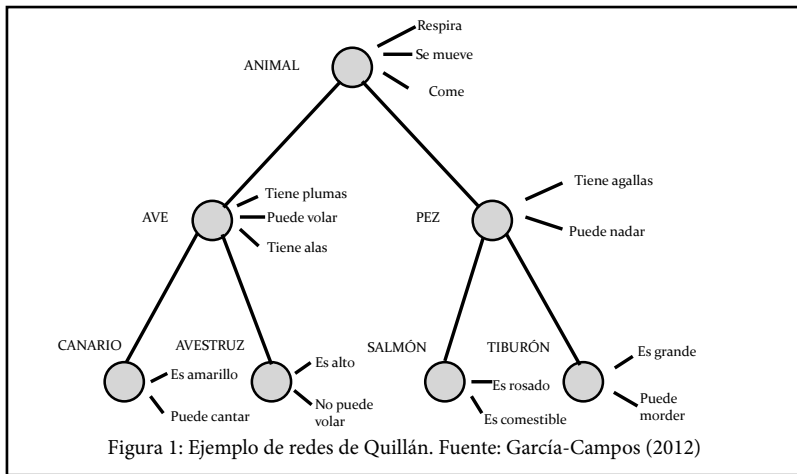 Respira
ANIMAL
Se mueve
Come
AVE
Tiene plumas
Puede volar
Tiene alas
PEZ
Tiene agallas
Puede nadar
CANARIO
Es amarillo
Puede cantar
AVESTRUZ
Es alto
No puede
volar
SALMÓN
Es rosado
Es comestible
TIBURÓN
Es grande
Puede
morder
Figura 1: Ejemplo de redes de Quillán. Fuente: García-Campos (2012)